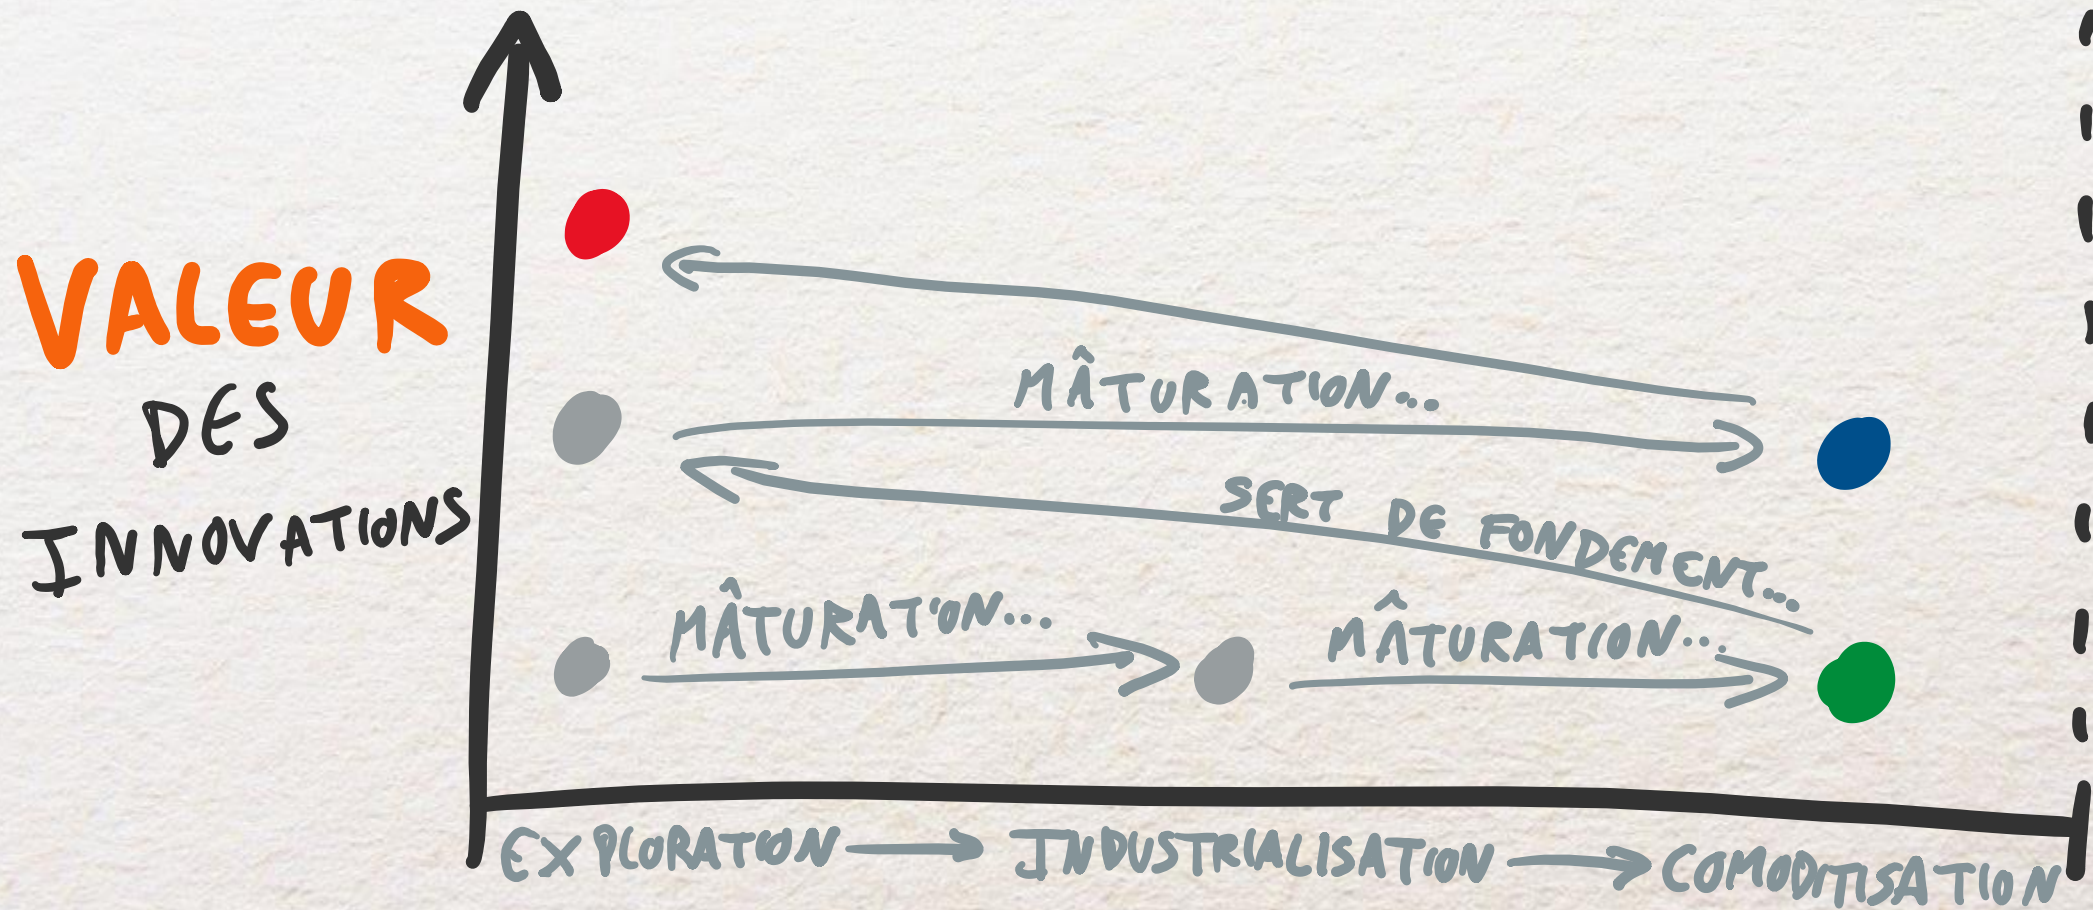 VALEUR
DES
INNOVATIONS
MÂTURATION...
SERT DE FONDEMENT...
MÂTURATION...
MÂTURATION...
EXPLORATION → INDUSTRIALISATION → COMODITISATION